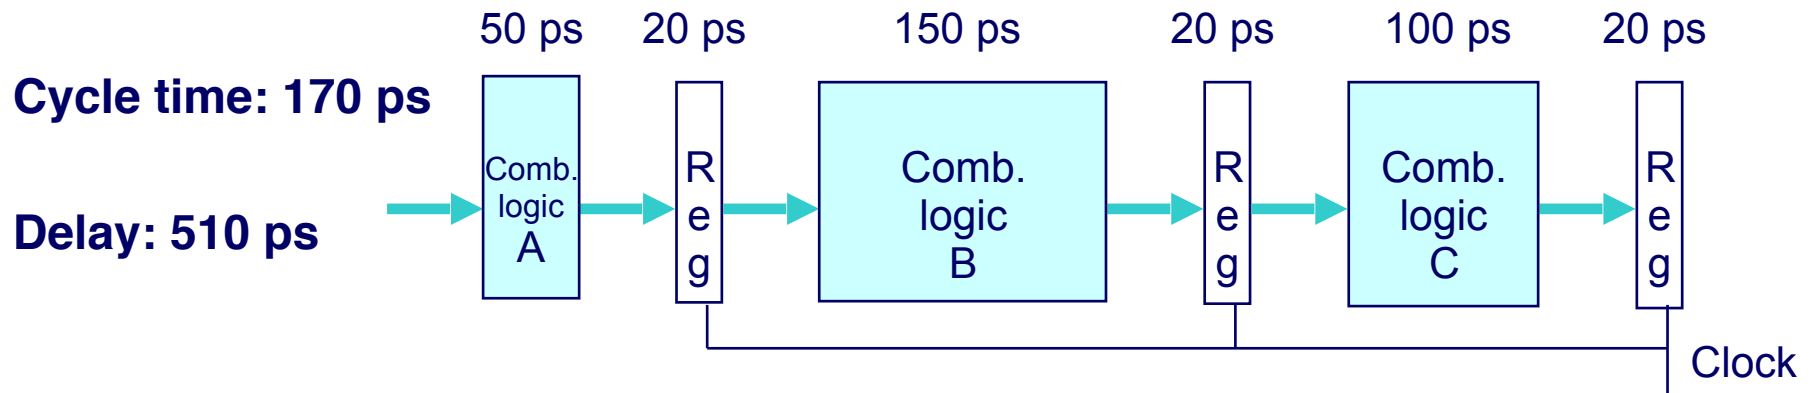 50 ps 20 ps 150 ps 20 ps 100 ps 20 ps
Cycle time: 170 ps
Delay: 510 ps
Comb.
logic
A
R
e
g
Comb.
logic
B
R
e
g
Comb.
logic
C
R
e
g
Clock